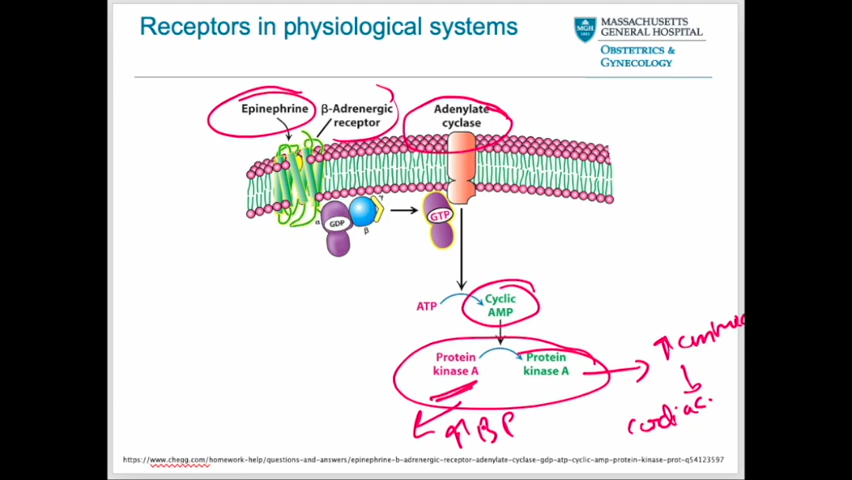 Receptors in physiological systems
MASSACHUSETTS
GENERAL HOSPITAL
OBSTETRICS &
GYNECOLOGY
MGH
1811
Epinephrine
β-Adrenergic
receptor
Adenylate
cyclase
α
GDP
β
γ
GTP
ATP
Cyclic
AMP
Protein
kinase A
Protein
kinase A
↑
cardiac.
↑ BP
https://www.chegg.com/homework-help/questions-and-answers/epinephrine-b-adrenergic-receptor-adenylate-cyclase-gdp-atp-cyclic-amp-protein-kinase-prot-q54123597